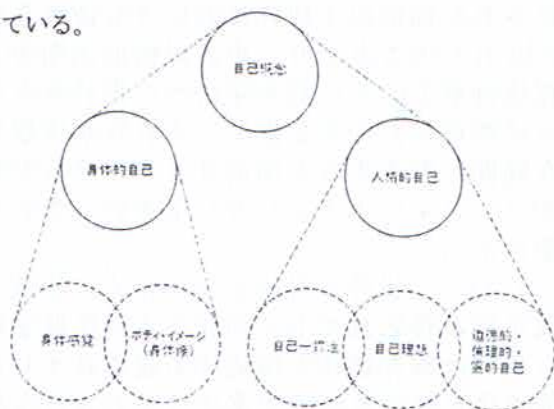 ている。
自己概念
身体的自己
人格的自己
身体感覚
ボディ・イメージ
(身体像)
自己一貫性
自己理想
道徳的・
倫理的・
霊的自己